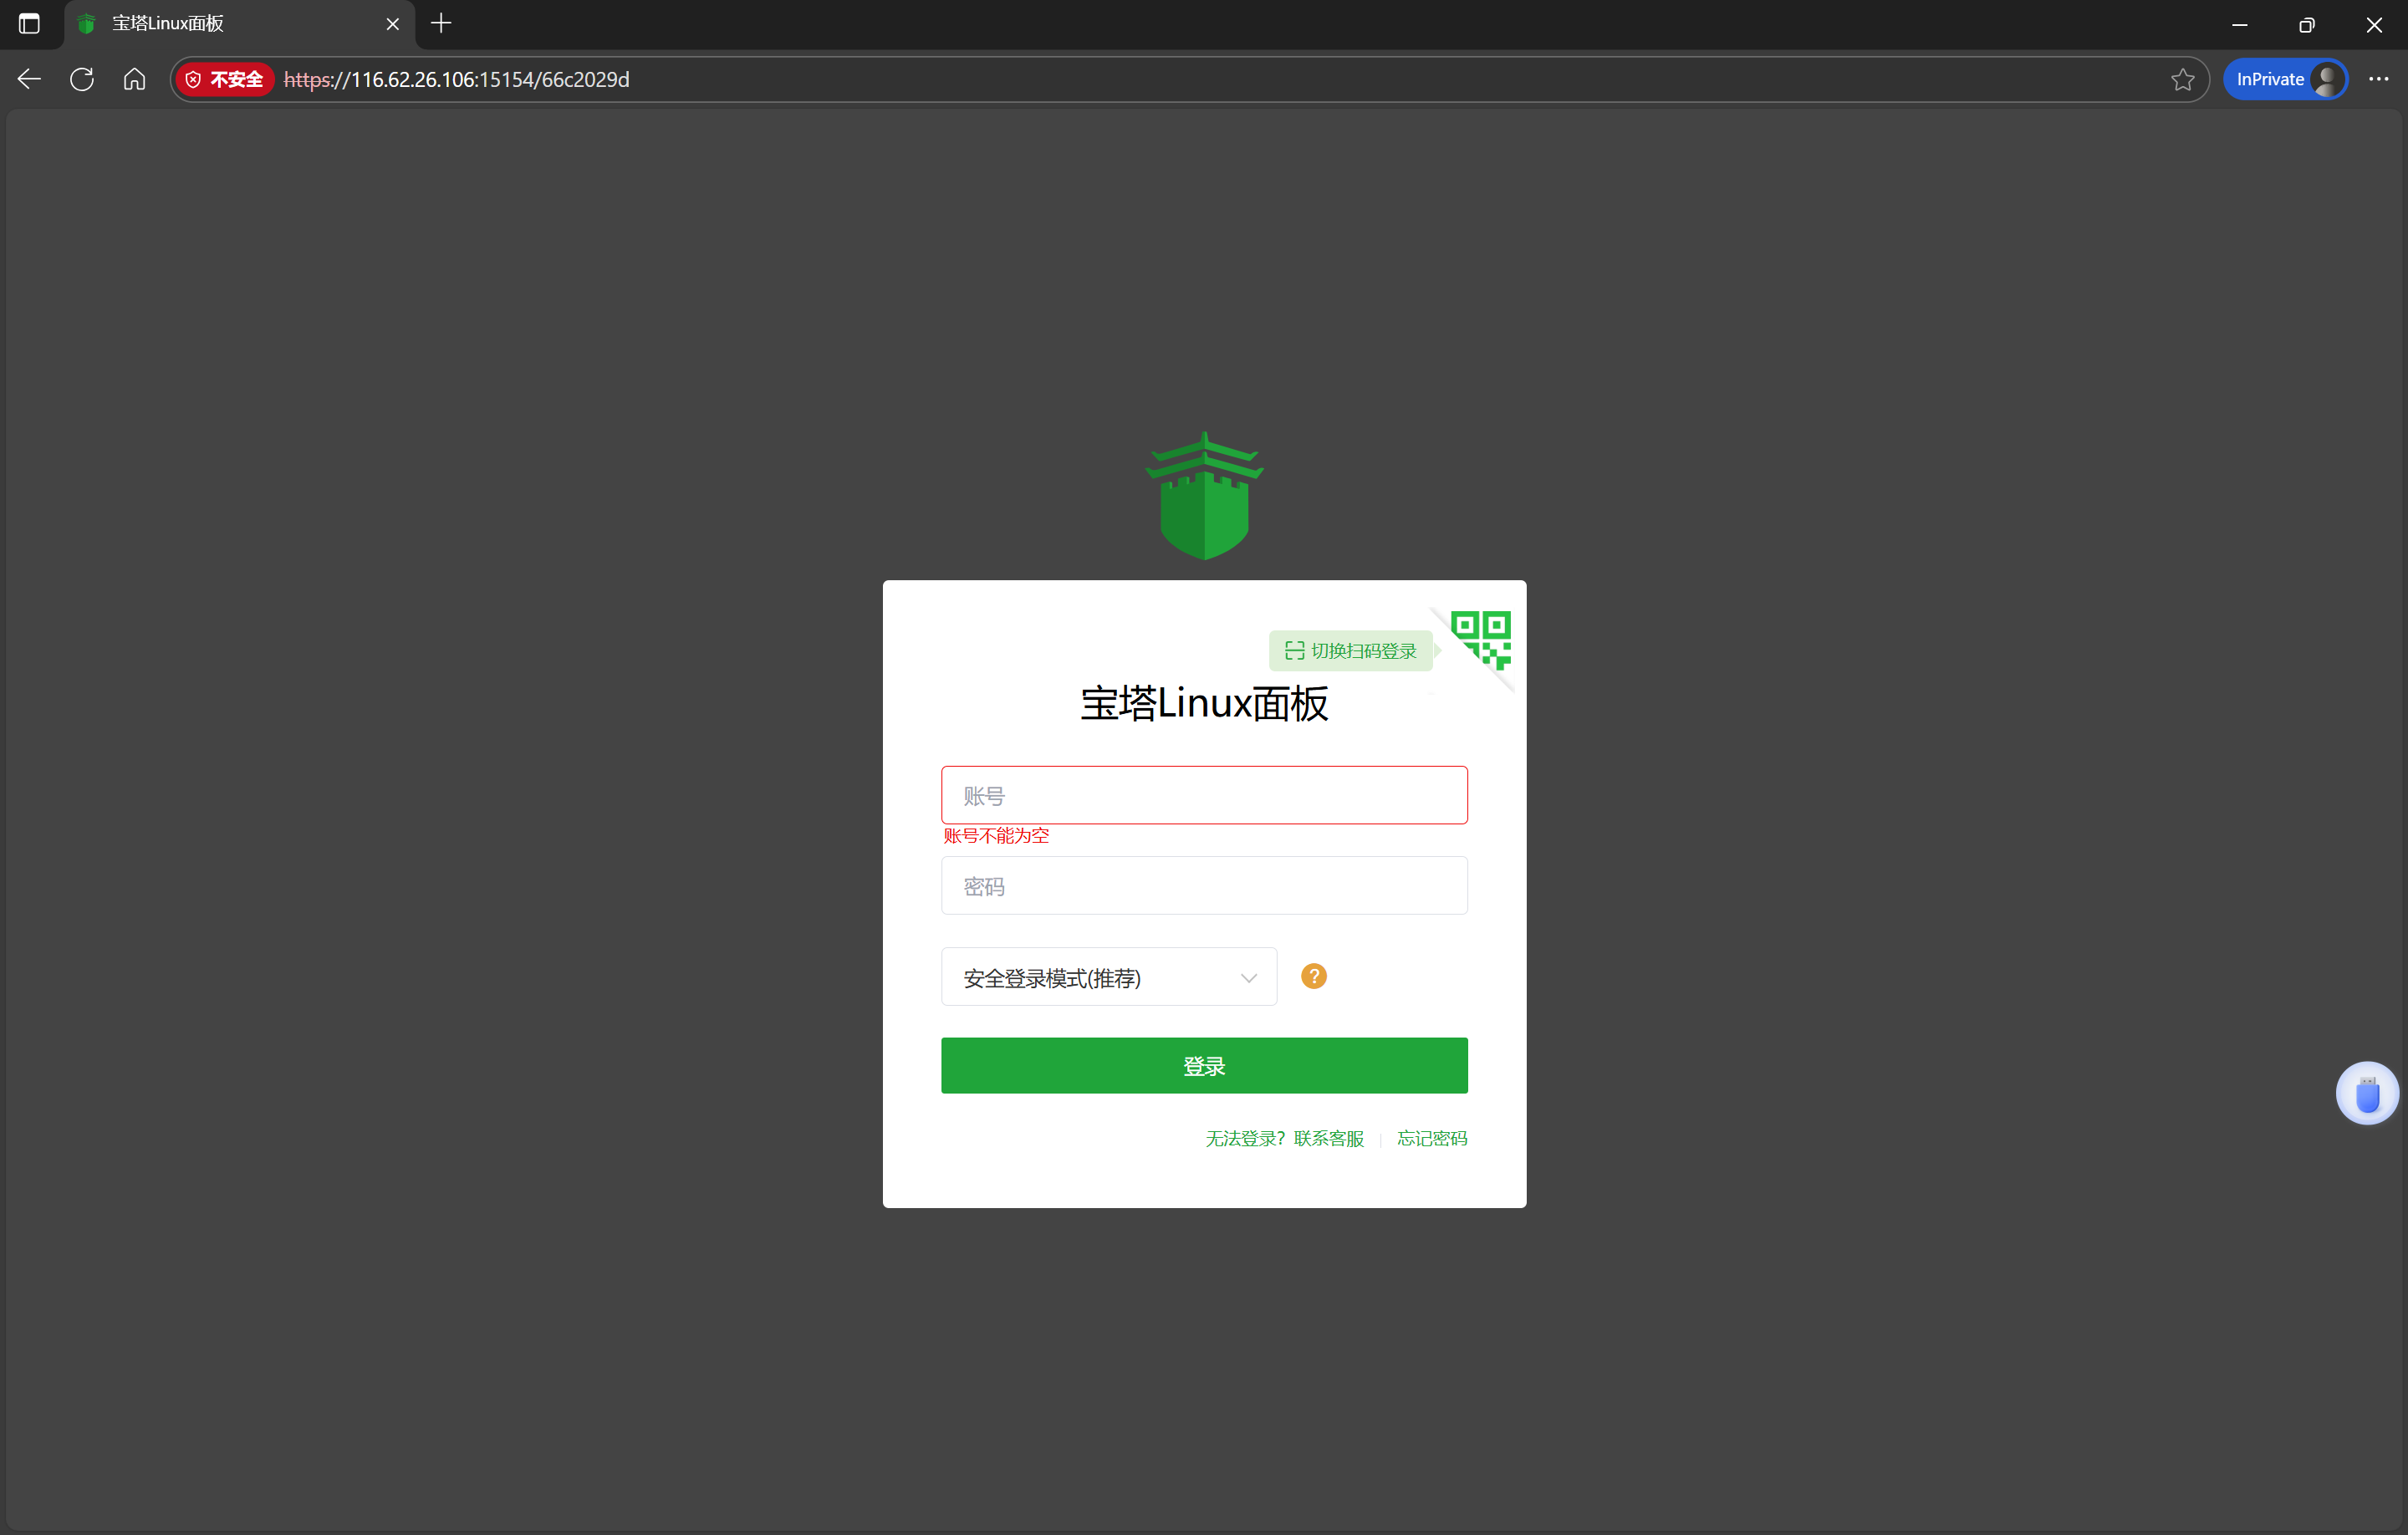 宝塔Linux面板
不安全 https://116.62.26.106:15154/66c2029d
InPrivate
切换扫码登录
宝塔Linux面板
账号
账号不能为空
密码
安全登录模式(推荐)
?
登录
无法登录? 联系客服 | 忘记密码